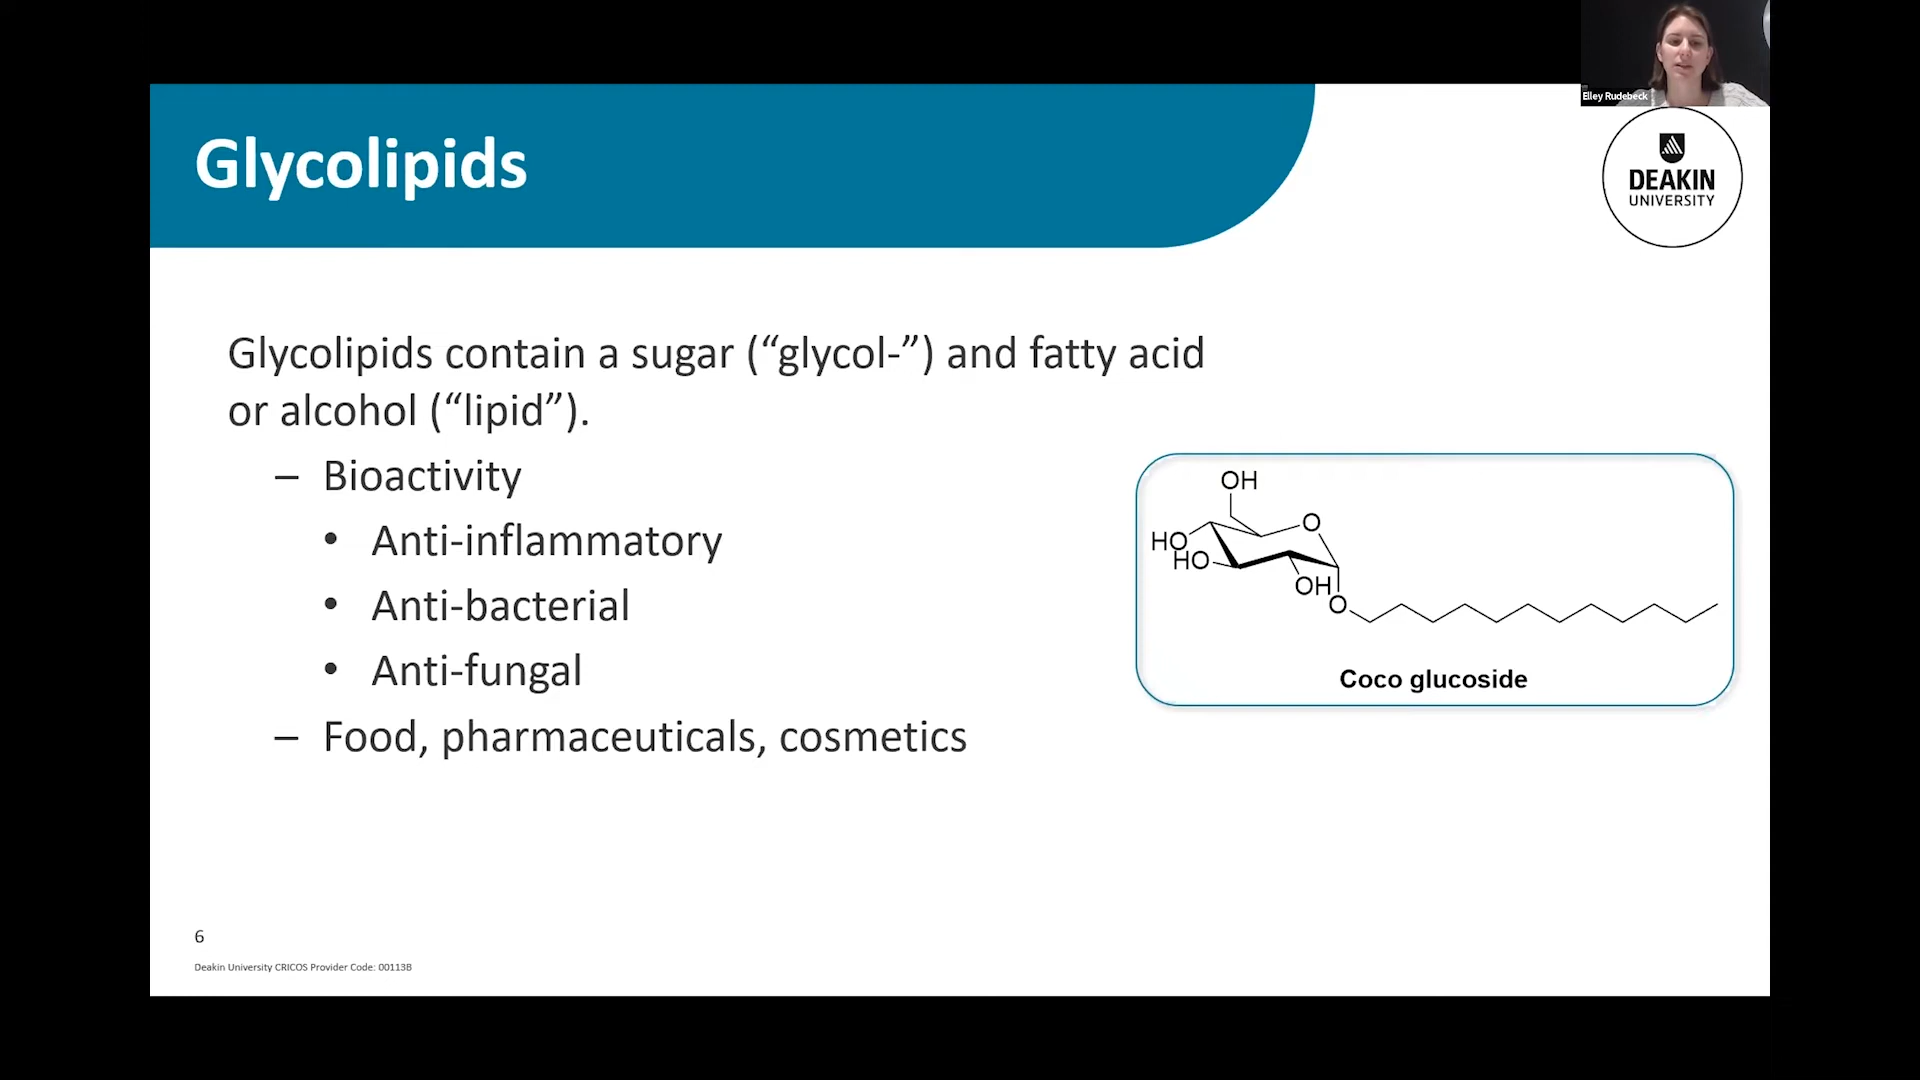 Elley Rudebeck
Glycolipids
DEAKIN
UNIVERSITY
Glycolipids contain a sugar (“glycol-”) and fatty acid
or alcohol (“lipid”).
– Bioactivity
• Anti-inflammatory
• Anti-bacterial
• Anti-fungal
– Food, pharmaceuticals, cosmetics
OH
O
HO
HO
OH
O
Coco glucoside
6
Deakin University CRICOS Provider Code: 00113B